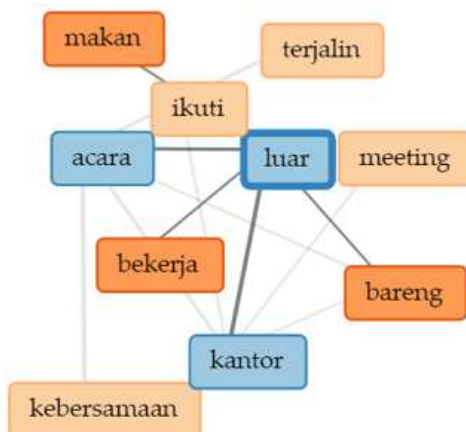 makan
terjalin
ikuti
acara
luar
meeting
bekerja
bareng
kantor
kebersamaan